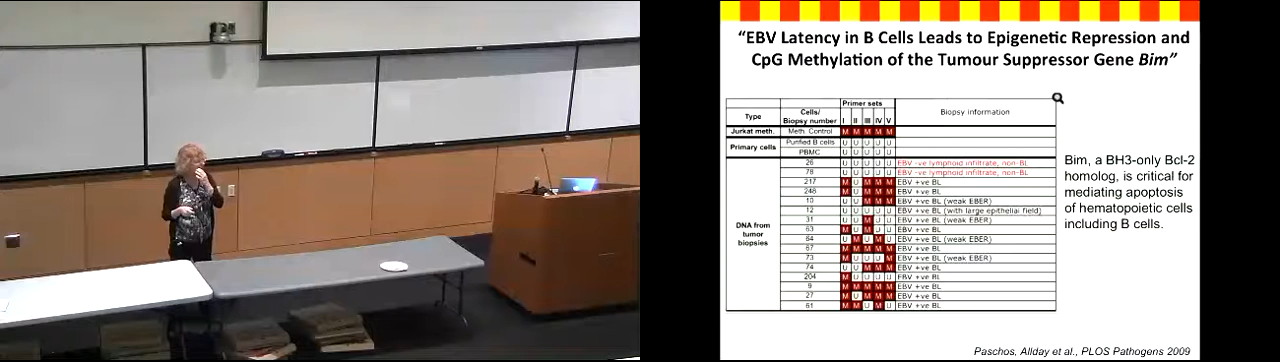 “EBV Latency in B Cells Leads to Epigenetic Repression and
CpG Methylation of the Tumour Suppressor Gene Bim”
Primer sets
Type Cells/ Biopsy number I II III IV V Biopsy information
Jurkat meth. Meth. Control M M M M M
Primary cells Purified B cells U U U U U
PBMC U U U U U
DNA from tumor biopsies
26 U U U U U EBV -ve lymphoid infiltrate, non-BL
78 U U U U U EBV -ve lymphoid infiltrate, non-BL
217 M U M M M EBV +ve BL
248 M U M M M EBV +ve BL
10 U U M M M EBV +ve BL (weak EBER)
12 U U U U U EBV +ve BL (with large epithelial field)
31 U U M U U EBV +ve BL (weak EBER)
63 M U M U U EBV +ve BL
64 U M U M U EBV +ve BL (weak EBER)
67 M M M M M EBV +ve BL
73 M U U U M EBV +ve BL (weak EBER)
74 U U M M M EBV +ve BL
204 M U U U U EBV +ve BL
9 M M M M M EBV +ve BL
27 M U M M M EBV +ve BL
61 M M U M U EBV +ve BL
Bim, a BH3-only Bcl-2
homolog, is critical for
mediating apoptosis
of hematopoietic cells
including B cells.
Paschos, Allday et al., PLOS Pathogens 2009